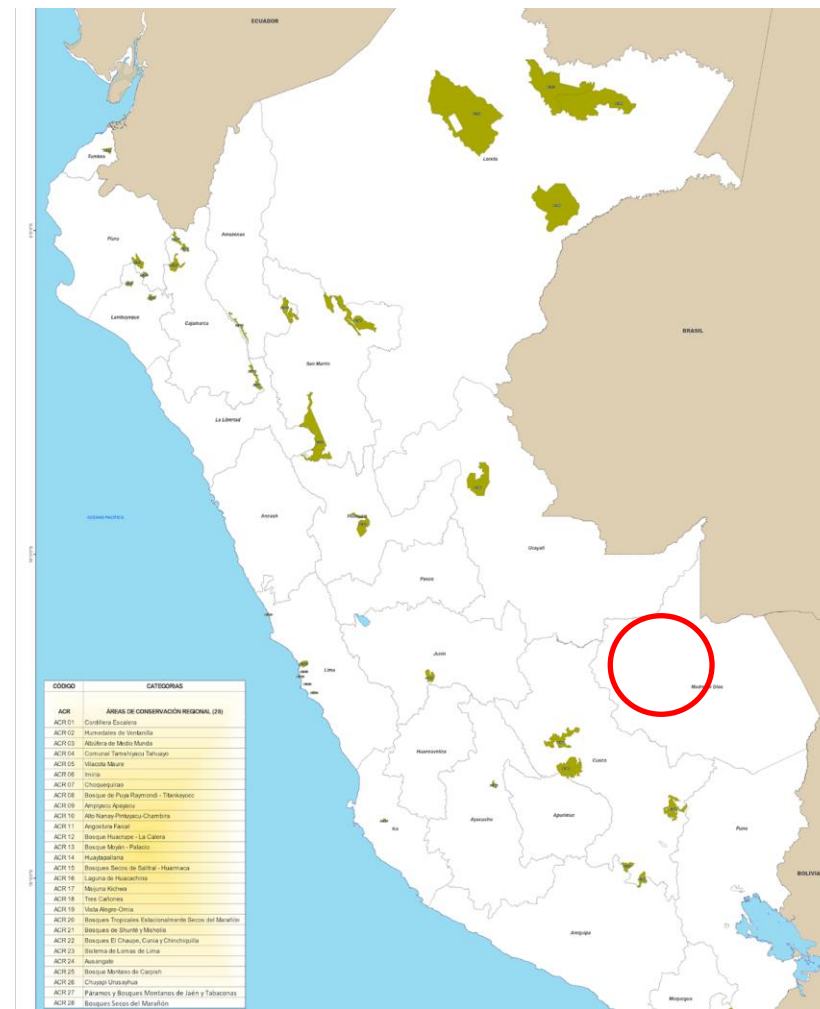 ECUADOR
Tumbes
Loreto
Piura
Amazonas
Lambayeque
Cajamarca
BRASIL
San Martín
La Libertad
OCÉANO PACÍFICO
Ancash
Huánuco
Ucayali
Pasco
Lima
Junín
Madre de Dios
Huancavelica
Cusco
Ica
Ayacucho
Apurímac
Puno
BOLIVIA
Arequipa
Moquegua
CÓDIGO CATEGORIAS
ACR ÁREAS DE CONSERVACIÓN REGIONAL (28)
ACR 01 Cordillera Escalera
ACR 02 Humedales de Ventanilla
ACR 03 Albúfera de Medio Mundo
ACR 04 Comunal Tamshiyacu Tahuayo
ACR 05 Vilacota Maure
ACR 06 Imiria
ACR 07 Choquequirao
ACR 08 Bosque de Puya Raymondi - Titankayocc
ACR 09 Ampiyacu Apayacu
ACR 10 Alto Nanay-Pintuyacu-Chambira
ACR 11 Angostura Faical
ACR 12 Bosque Huacrupe - La Calera
ACR 13 Bosque Moyán - Palacio
ACR 14 Huaytapallana
ACR 15 Bosques Secos de Salitral - Huarmaca
ACR 16 Laguna de Huacachina
ACR 17 Maijuna Kichwa
ACR 18 Tres Cañones
ACR 19 Vista Alegre-Omia
ACR 20 Bosques Tropicales Estacionalmente Secos del Marañón
ACR 21 Bosques de Shunté y Mishollo
ACR 22 Bosques El Chaupe, Cunia y Chinchiquilla
ACR 23 Sistema de Lomas de Lima
ACR 24 Ausangate
ACR 25 Bosque Montano de Carpish
ACR 26 Chuyapi Urusayhua
ACR 27 Páramos y Bosques Montanos de Jaén y Tabaconas
ACR 28 Bosques Secos del Marañón